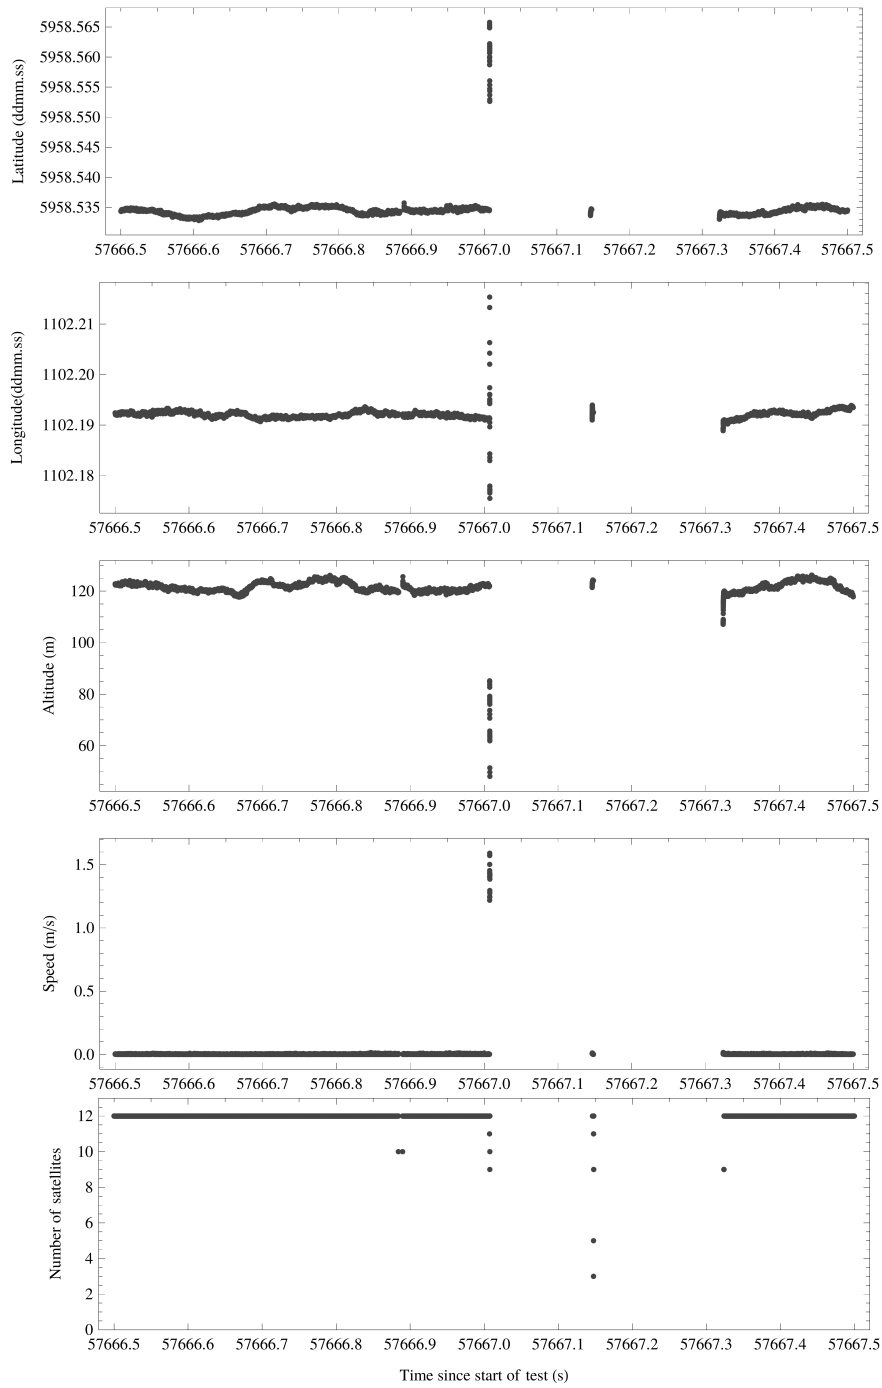 Latitude (ddmm.ss)
5958.565
5958.560
5958.555
5958.550
5958.545
5958.540
5958.535
57666.5 57666.6 57666.7 57666.8 57666.9 57667.0 57667.1 57667.2 57667.3 57667.4 57667.5
Longitude(ddmm.ss)
1102.21
1102.20
1102.19
1102.18
57666.5 57666.6 57666.7 57666.8 57666.9 57667.0 57667.1 57667.2 57667.3 57667.4 57667.5
Altitude (m)
120
100
80
60
57666.5 57666.6 57666.7 57666.8 57666.9 57667.0 57667.1 57667.2 57667.3 57667.4 57667.5
Speed (m/s)
1.5
1.0
0.5
0.0
57666.5 57666.6 57666.7 57666.8 57666.9 57667.0 57667.1 57667.2 57667.3 57667.4 57667.5
Number of satellites
12
10
8
6
4
2
0
57666.5 57666.6 57666.7 57666.8 57666.9 57667.0 57667.1 57667.2 57667.3 57667.4 57667.5
Time since start of test (s)